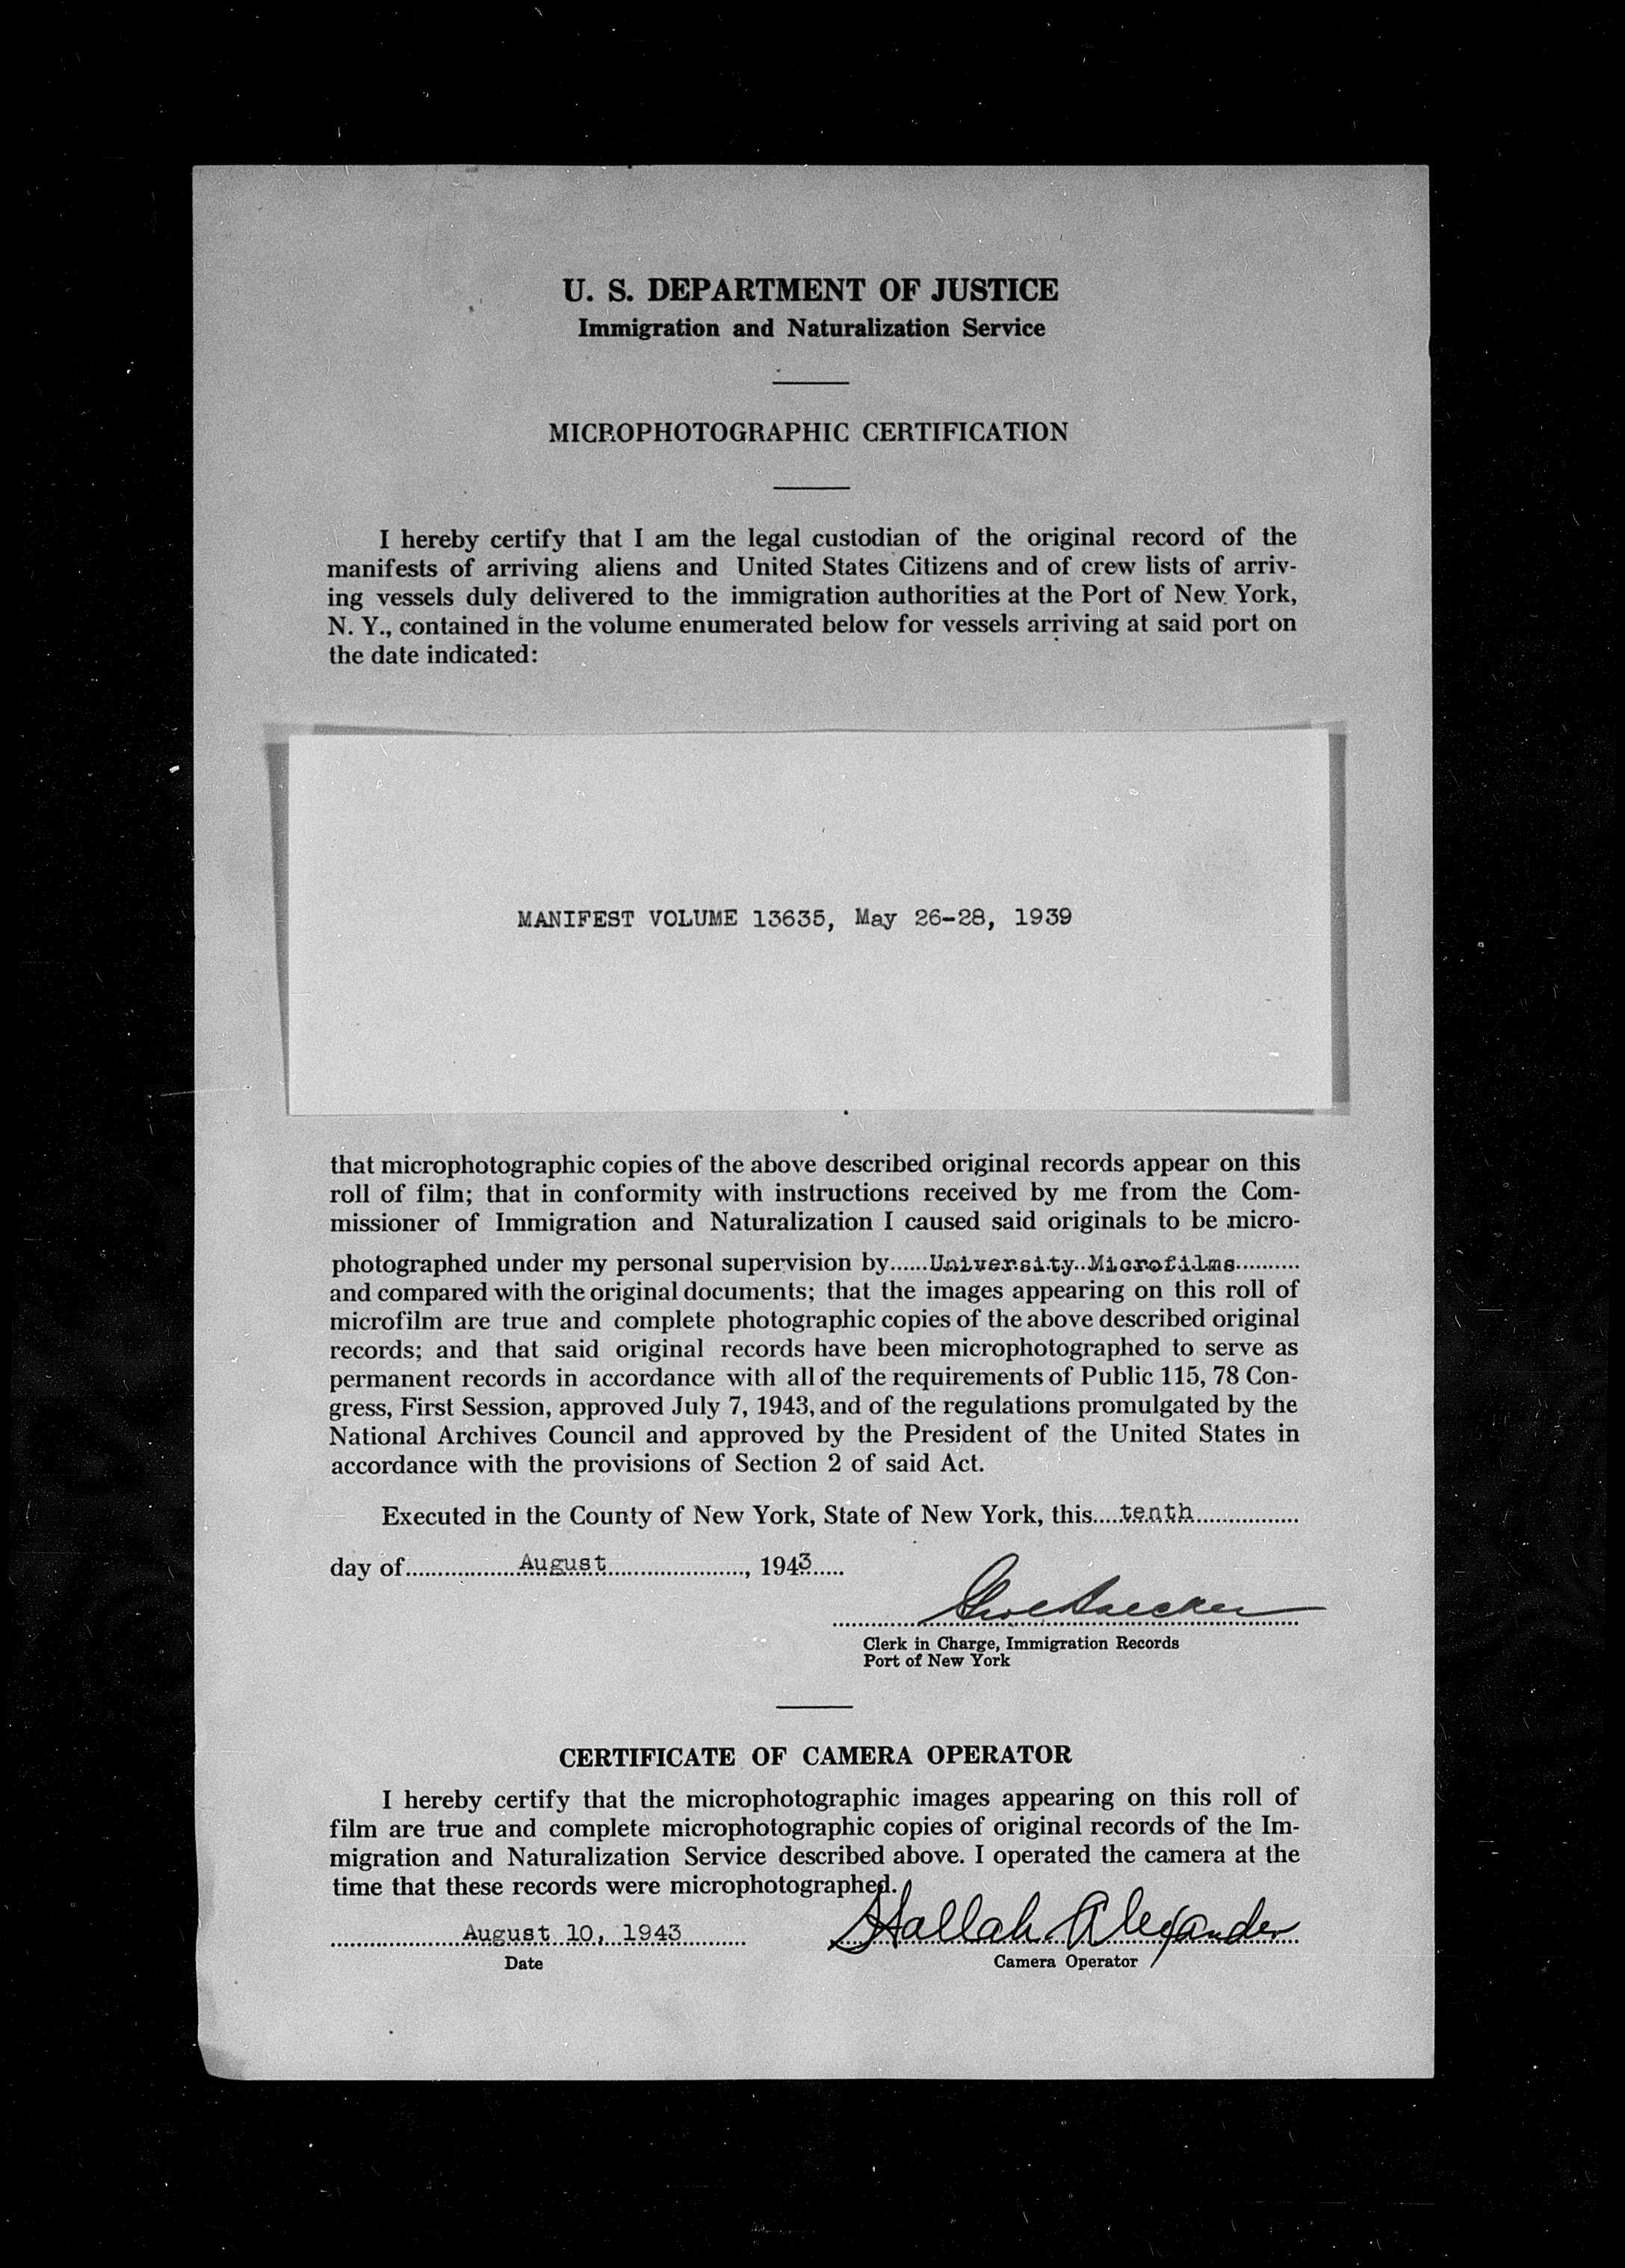 U. S. DEPARTMENT OF JUSTICE
Immigration and Naturalization Service
MICROPHOTOGRAPHIC CERTIFICATION
I hereby certify that I am the legal custodian of the original record of the
manifests of arriving aliens and United States Citizens and of crew lists of arriv-
ing vessels duly delivered to the immigration authorities at the Port of New York,
N. Y., contained in the volume enumerated below for vessels arriving at said port on
the date indicated:
MANIFEST VOLUME 13635, May 26-28, 1939
that microphotographic copies of the above described original records appear on this
roll of film; that in conformity with instructions received by me from the Com-
missioner of Immigration and Naturalization I caused said originals to be micro-
photographed under my personal supervision by......University Microfilms..........
and compared with the original documents; that the images appearing on this roll of
microfilm are true and complete photographic copies of the above described original
records; and that said original records have been microphotographed to serve as
permanent records in accordance with all of the requirements of Public 115, 78 Con-
gress, First Session, approved July 7, 1943, and of the regulations promulgated by the
National Archives Council and approved by the President of the United States in
accordance with the provisions of Section 2 of said Act.
Executed in the County of New York, State of New York, this.....tenth................
day of..................August....................., 1943.....
Clerk in Charge, Immigration Records
Port of New York
CERTIFICATE OF CAMERA OPERATOR
I hereby certify that the microphotographic images appearing on this roll of
film are true and complete microphotographic copies of original records of the Im-
migration and Naturalization Service described above. I operated the camera at the
time that these records were microphotographed.
August 10, 1943 Hallah Alexander
Date Camera Operator